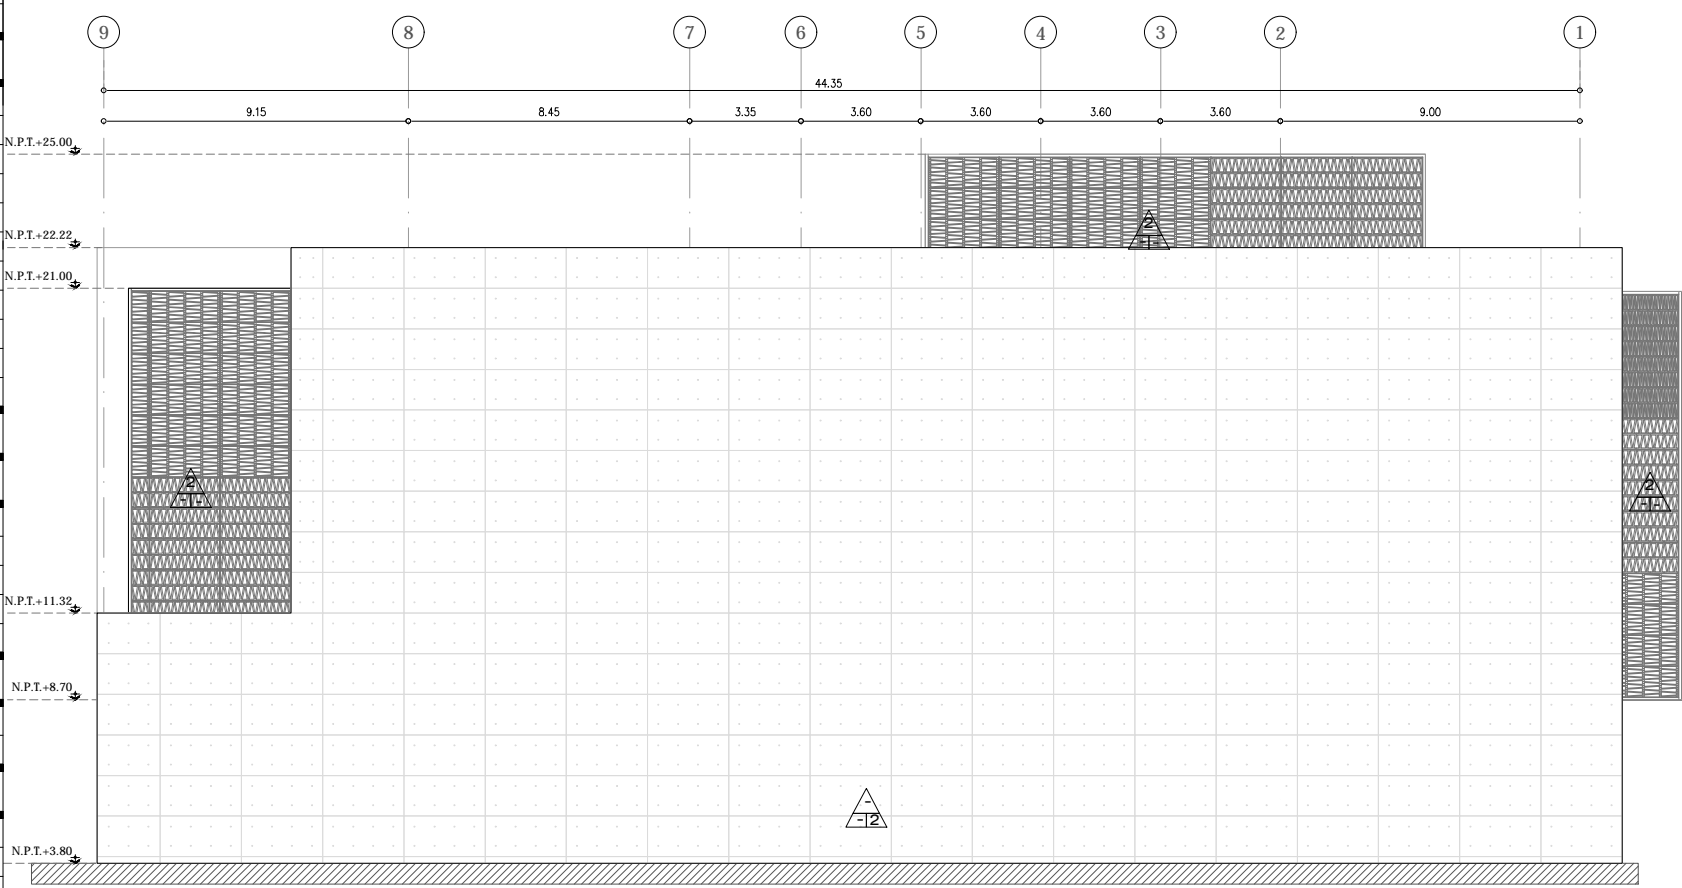 9 8 7 6 5 4 3 2 1
44.35
9.15 8.45 3.35 3.60 3.60 3.60 3.60 9.00
N.P.T.+25.00
N.P.T.+22.22
2
- -
N.P.T.+21.00
2
- -
2
- -
N.P.T.+11.32
N.P.T.+8.70
-
- 2
N.P.T.+3.80